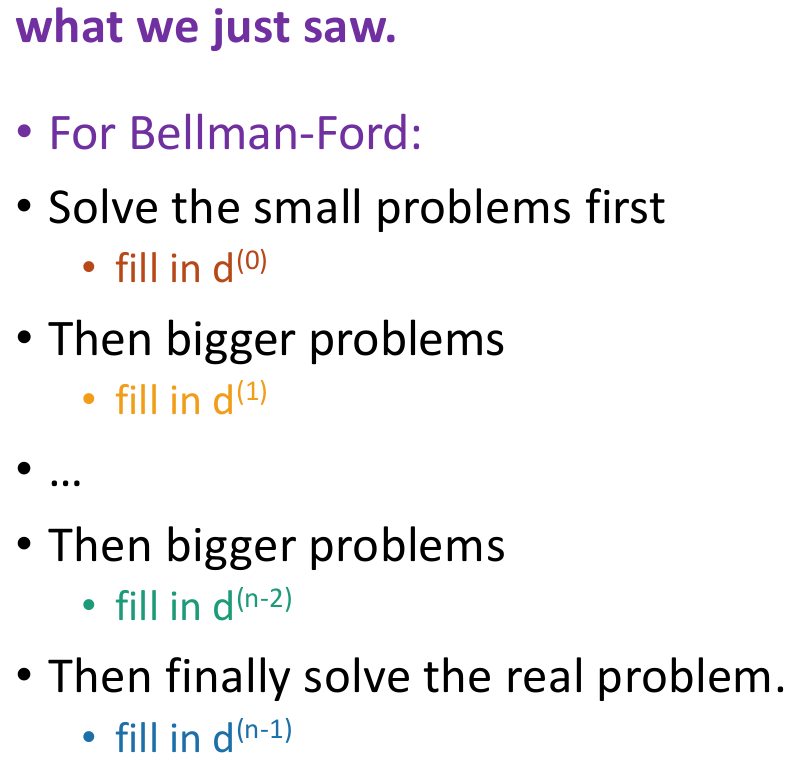 what we just saw.
• For Bellman-Ford:
• Solve the small problems first
• fill in d⁽⁰⁾
• Then bigger problems
• fill in d⁽¹⁾
• ...
• Then bigger problems
• fill in d⁽ⁿ⁻²⁾
• Then finally solve the real problem.
• fill in d⁽ⁿ⁻¹⁾